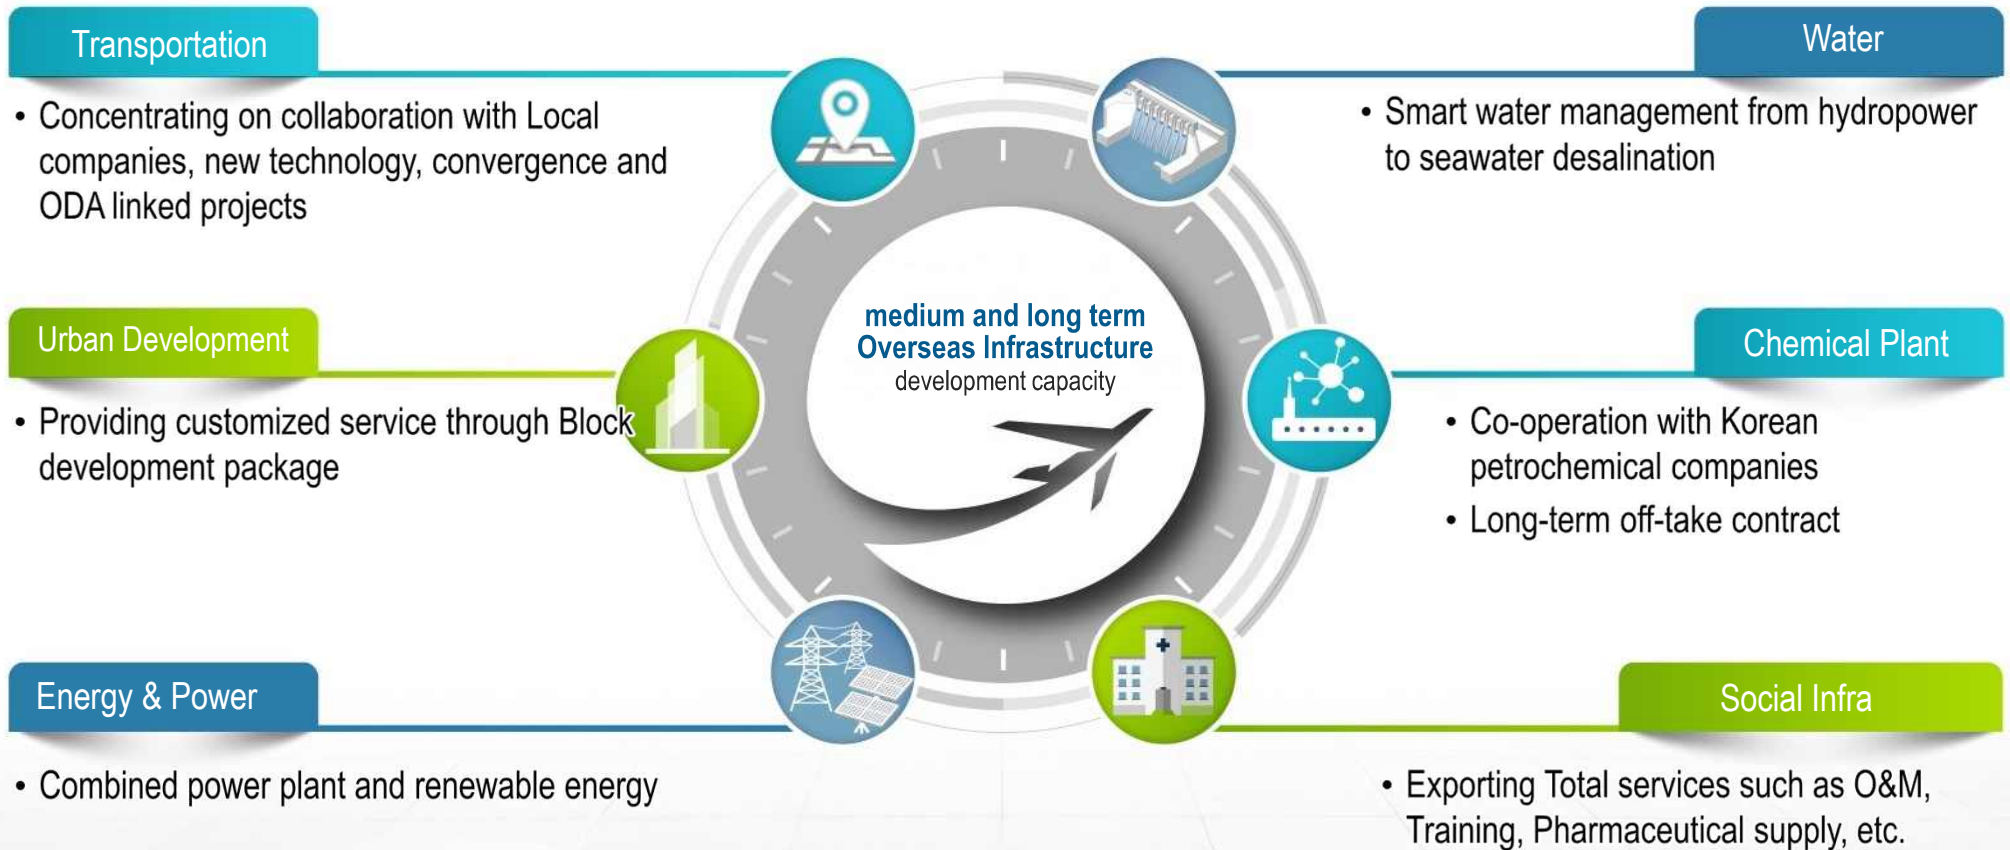 Transportation
• Concentrating on collaboration with Local
companies, new technology, convergence and
ODA linked projects
Urban Development
• Providing customized service through Block
development package
Energy & Power
• Combined power plant and renewable energy
medium and long term
Overseas Infrastructure
development capacity
Water
• Smart water management from hydropower
to seawater desalination
Chemical Plant
• Co-operation with Korean
petrochemical companies
• Long-term off-take contract
Social Infra
• Exporting Total services such as O&M,
Training, Pharmaceutical supply, etc.